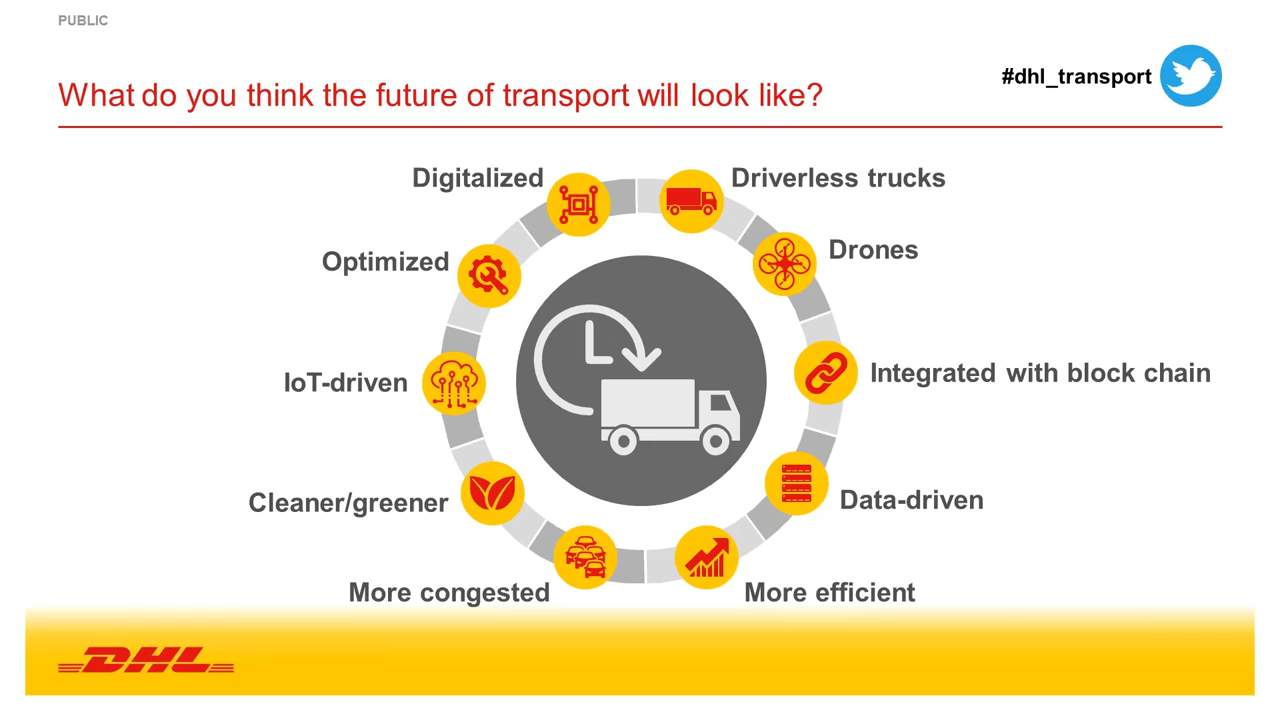 PUBLIC
#dhl_transport
What do you think the future of transport will look like?
Digitalized
Driverless trucks
Optimized
Drones
IoT-driven
Integrated with block chain
Cleaner/greener
Data-driven
More congested
More efficient
DHL